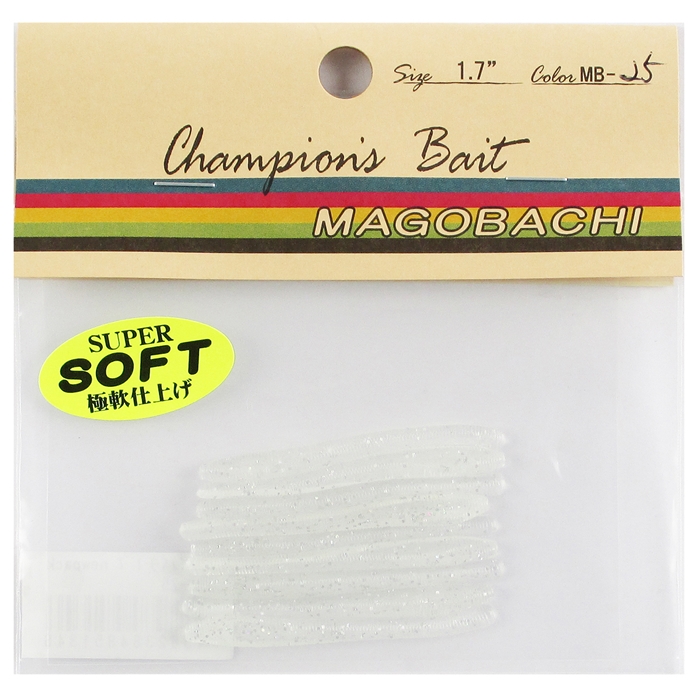 Size 1.7" Color MB-25
Champion's Bait
MAGOBACHI
SUPER
SOFT
極軟仕上げ